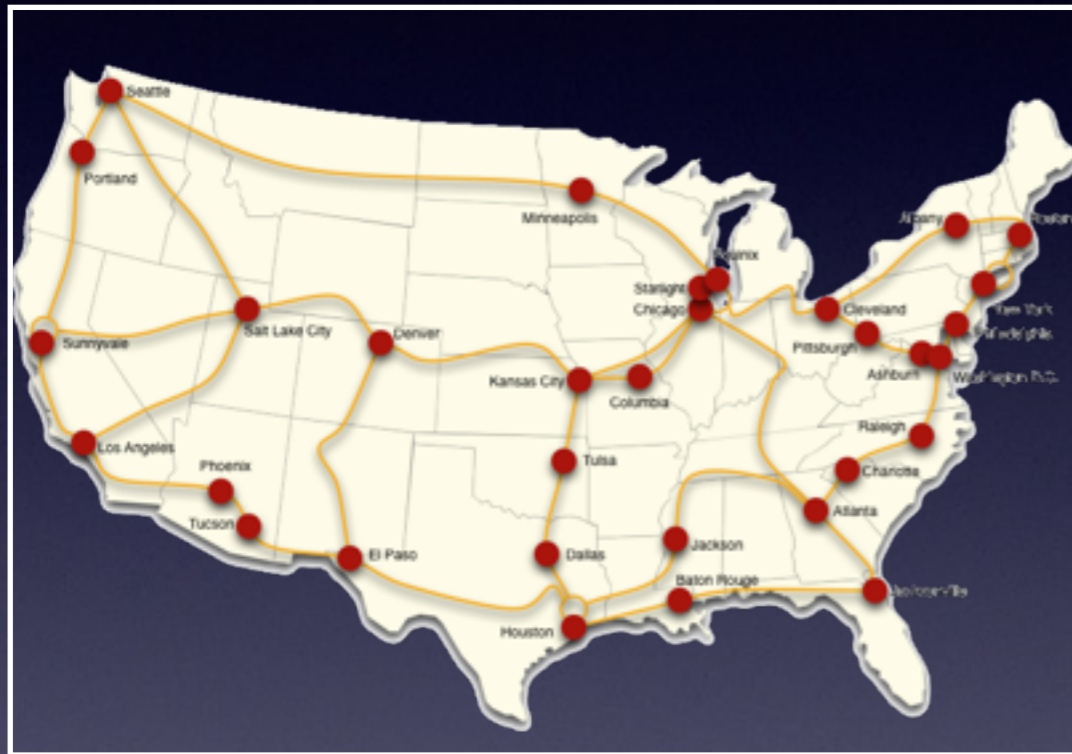 Seattle
Portland
Minneapolis
Albany
Starlight
Chicago
Cleveland
Salt Lake City
Denver
Sunnyvale
Pittsburgh
Kansas City
Ashburn
Columbia
Raleigh
Los Angeles
Tulsa
Charlotte
Phoenix
Atlanta
Tucson
El Paso
Dallas
Jackson
Baton Rouge
Houston